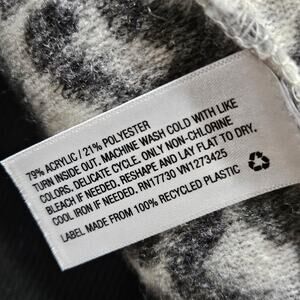 79% ACRYLIC / 21% POLYESTER
TURN INSIDE OUT. MACHINE WASH COLD WITH LIKE
COLORS. DELICATE CYCLE. ONLY NON-CHLORINE
BLEACH IF NEEDED. RESHAPE AND LAY FLAT TO DRY.
COOL IRON IF NEEDED. RN17730 VN1273425
LABEL MADE FROM 100% RECYCLED PLASTIC